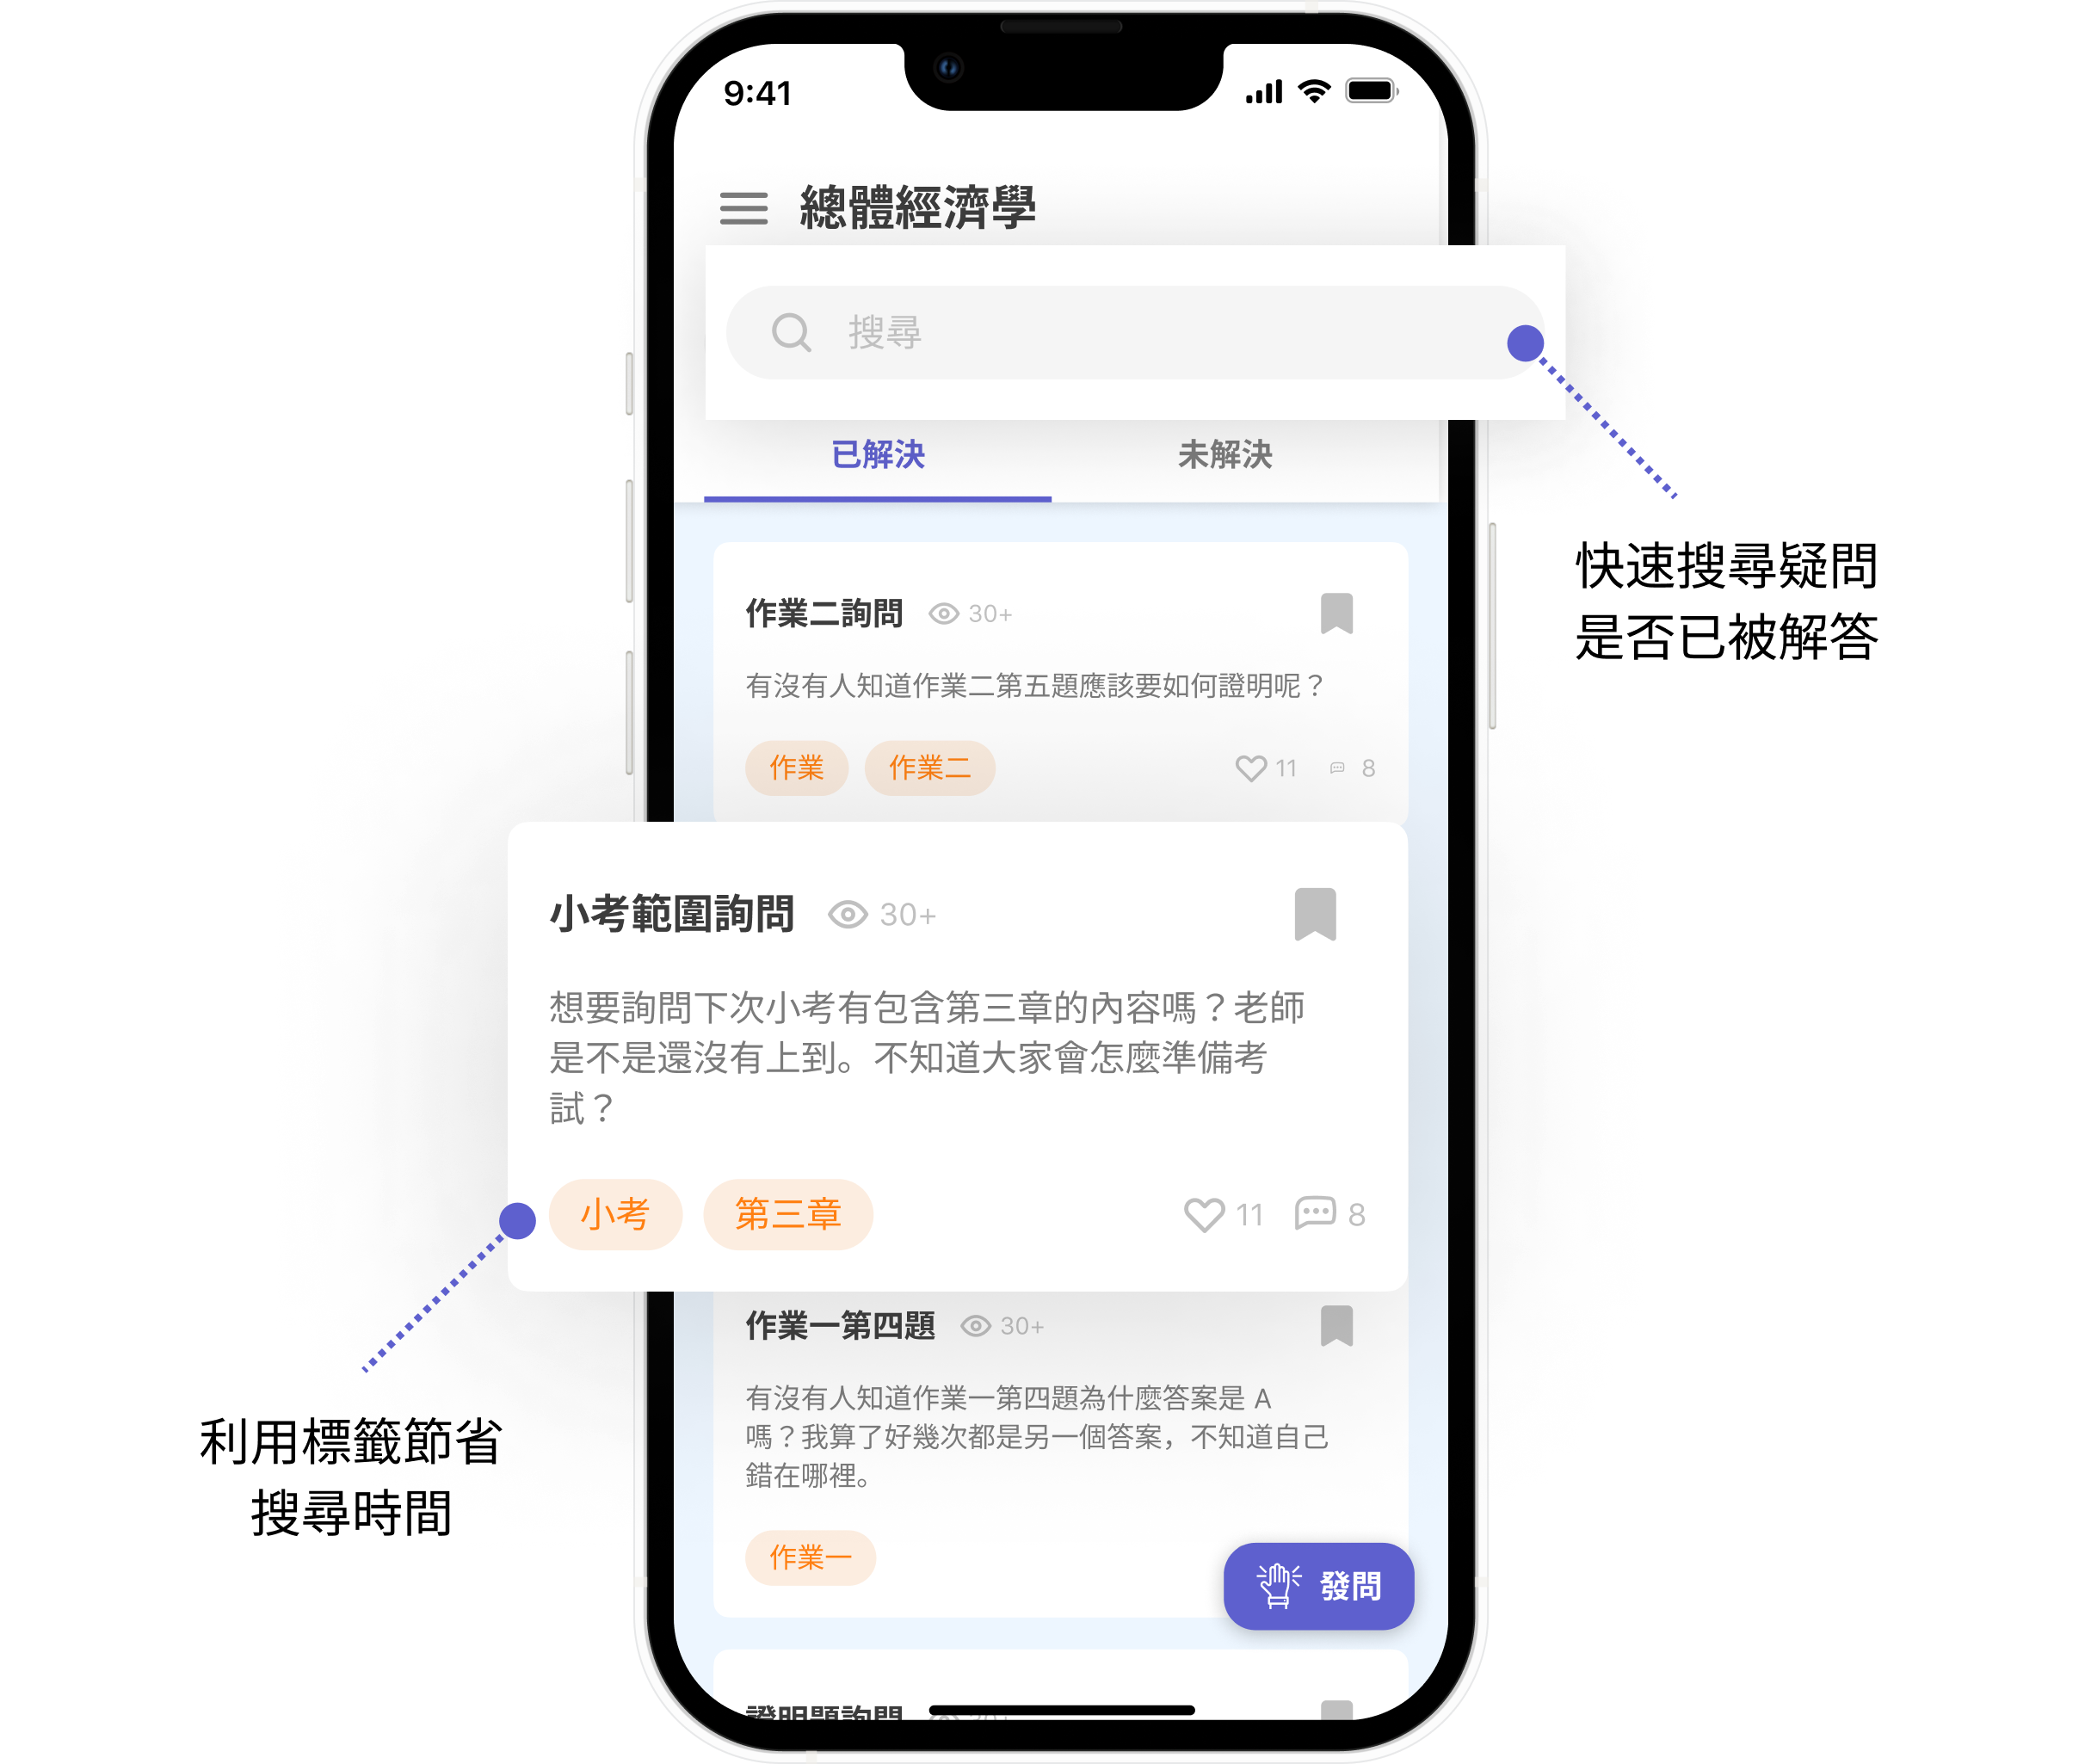 9:41
總體經濟學
搜尋
已解決
未解決
快速搜尋疑問
是否已被解答
作業二詢問 30+
有沒有人知道作業二第五題應該要如何證明呢？
作業 作業二 11 8
小考範圍詢問 30+
想要詢問下次小考有包含第三章的內容嗎？老師
是不是還沒有上到。不知道大家會怎麼準備考
試？
小考 第三章 11 8
利用標籤節省
搜尋時間
作業一第四題 30+
有沒有人知道作業一第四題為什麼答案是 A
嗎？我算了好幾次都是另一個答案，不知道自己
錯在哪裡。
作業一
發問
證明題詢問 30+